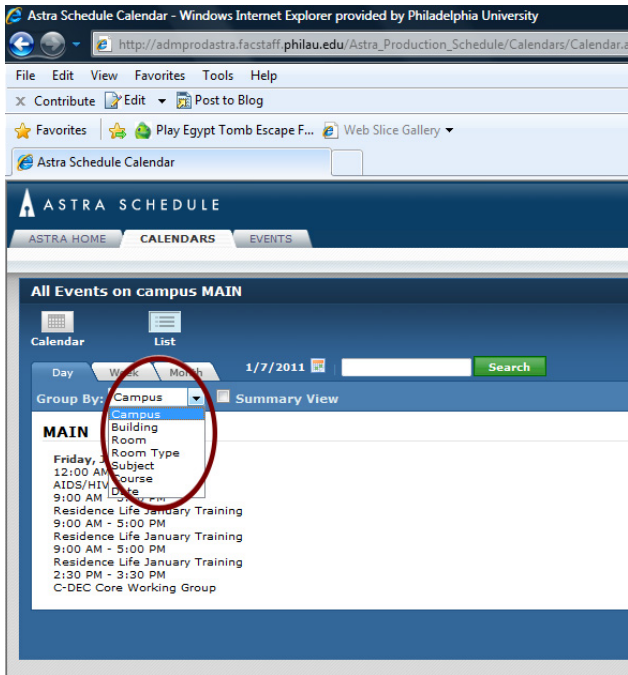 Astra Schedule Calendar - Windows Internet Explorer provided by Philadelphia University
http://admprodastra.facstaff.philau.edu/Astra_Production_Schedule/Calendars/Calendar.a
File Edit View Favorites Tools Help
x Contribute Edit Post to Blog
Favorites Play Egypt Tomb Escape F... Web Slice Gallery
Astra Schedule Calendar
ASTRA SCHEDULE
ASTRA HOME CALENDARS EVENTS
All Events on campus MAIN
Calendar List
Day Week Month 1/7/2011 Search
Group By: Campus Summary View
Campus
Building
Room
Room Type
Subject
Course
Date
MAIN
Friday,
12:00 AM
AIDS/HIV
9:00 AM - 5:00 PM
Residence Life January Training
9:00 AM - 5:00 PM
Residence Life January Training
9:00 AM - 5:00 PM
Residence Life January Training
2:30 PM - 3:30 PM
C-DEC Core Working Group